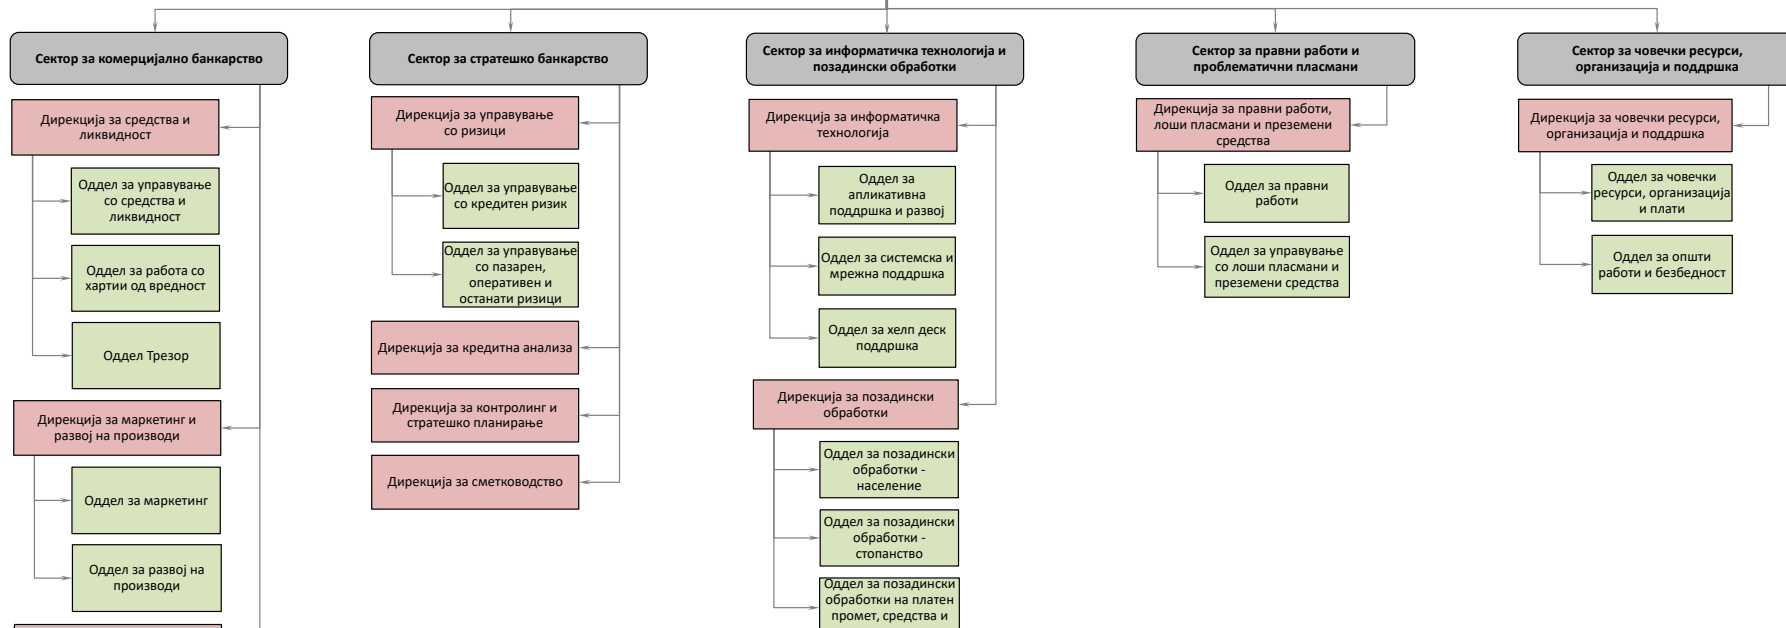 Сектор за комерцијално банкарство
Дирекција за средства и
ликвидност
Оддел за управување
со средства и
ликвидност
Оддел за работа со
хартии од вредност
Оддел Трезор
Дирекција за маркетинг и
развој на производи
Оддел за маркетинг
Оддел за развој на
производи
Сектор за стратешко банкарство
Дирекција за управување
со ризици
Оддел за управување
со кредитен ризик
Оддел за управување
со пазарен,
оперативен и
останати ризици
Дирекција за кредитна анализа
Дирекција за контролинг и
стратешко планирање
Дирекција за сметководство
Сектор за информатичка технологија и
позадински обработки
Дирекција за информатичка
технологија
Оддел за
апликативна
поддршка и развој
Оддел за системска и
мрежна поддршка
Оддел за хелп деск
поддршка
Дирекција за позадински
обработки
Оддел за позадински
обработки -
население
Оддел за позадински
обработки -
стопанство
Оддел за позадински
обработки на платен
промет, средства и
Сектор за правни работи и
проблематични пласмани
Дирекција за правни работи,
лоши пласмани и преземени
средства
Оддел за правни
работи
Оддел за управување
со лоши пласмани и
преземени средства
Сектор за човечки ресурси,
организација и поддршка
Дирекција за човечки ресурси,
организација и поддршка
Оддел за човечки
ресурси, организација
и плати
Оддел за општи
работи и безбедност